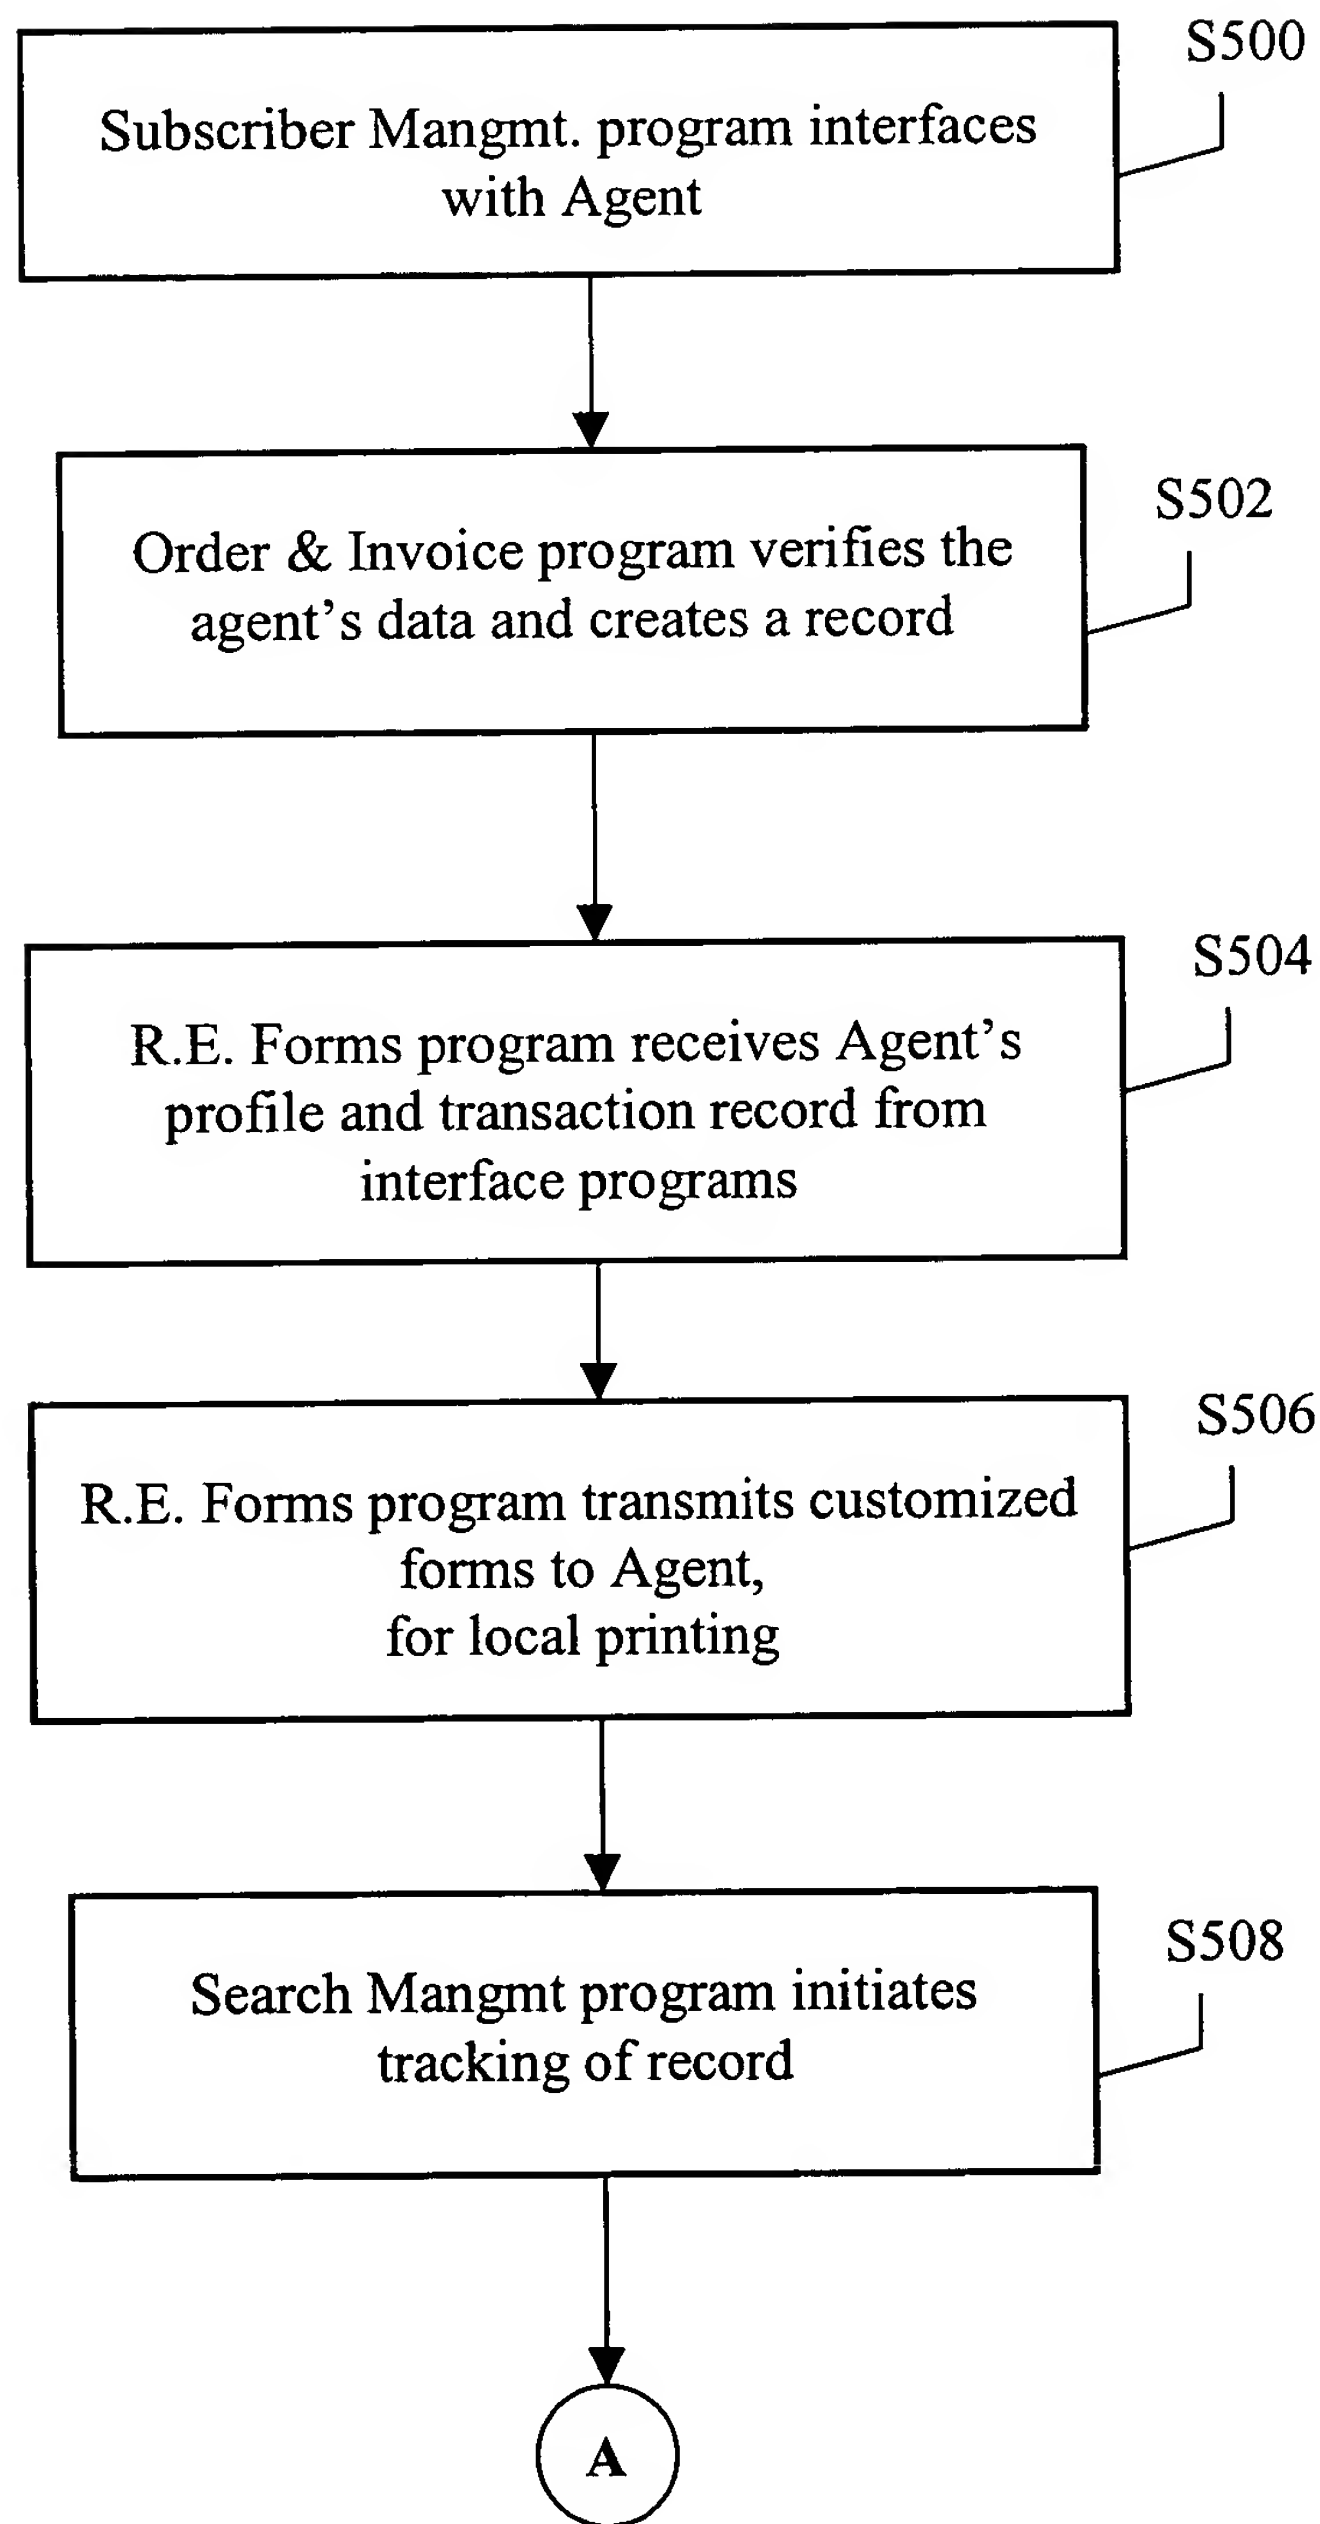 S500
Subscriber Mangmt. program interfaces
with Agent
S502
Order & Invoice program verifies the
agent's data and creates a record
S504
R.E. Forms program receives Agent's
profile and transaction record from
interface programs
S506
R.E. Forms program transmits customized
forms to Agent,
for local printing
S508
Search Mangmt program initiates
tracking of record
A